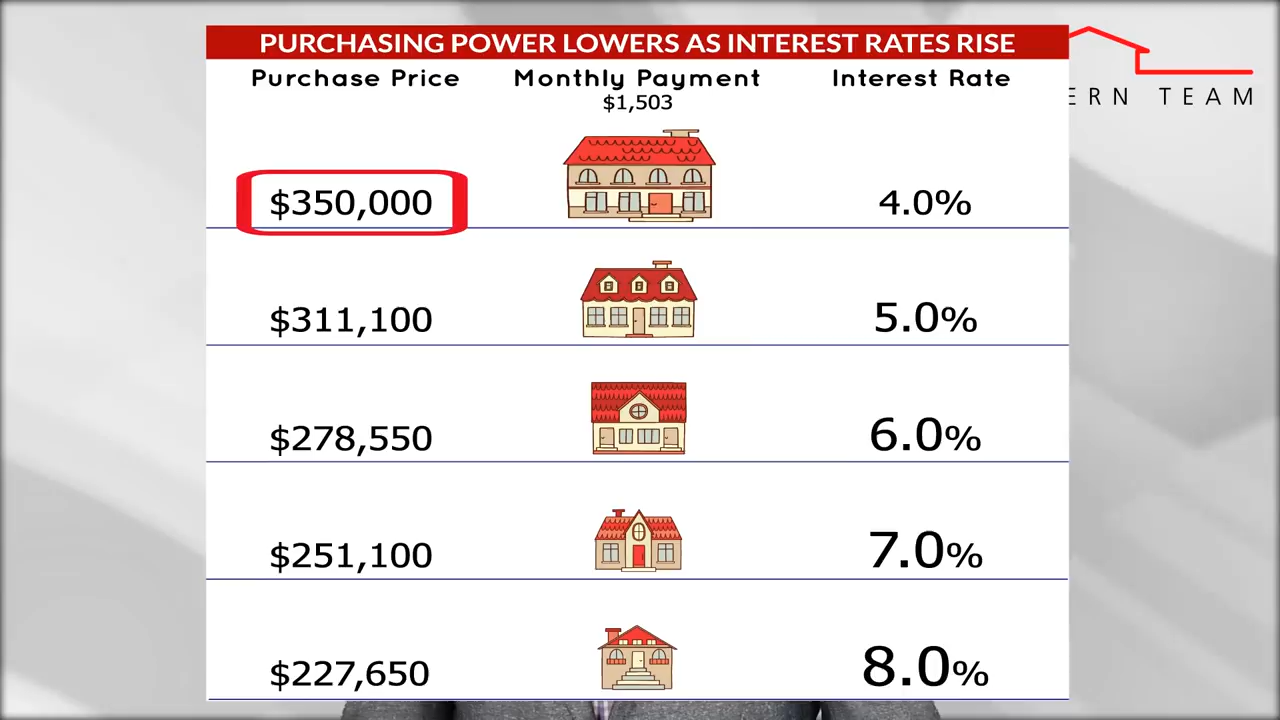 PURCHASING POWER LOWERS AS INTEREST RATES RISE
Purchase Price Monthly Payment Interest Rate
$1,503
ERN TEAM
$350,000 4.0%
$311,100 5.0%
$278,550 6.0%
$251,100 7.0%
$227,650 8.0%